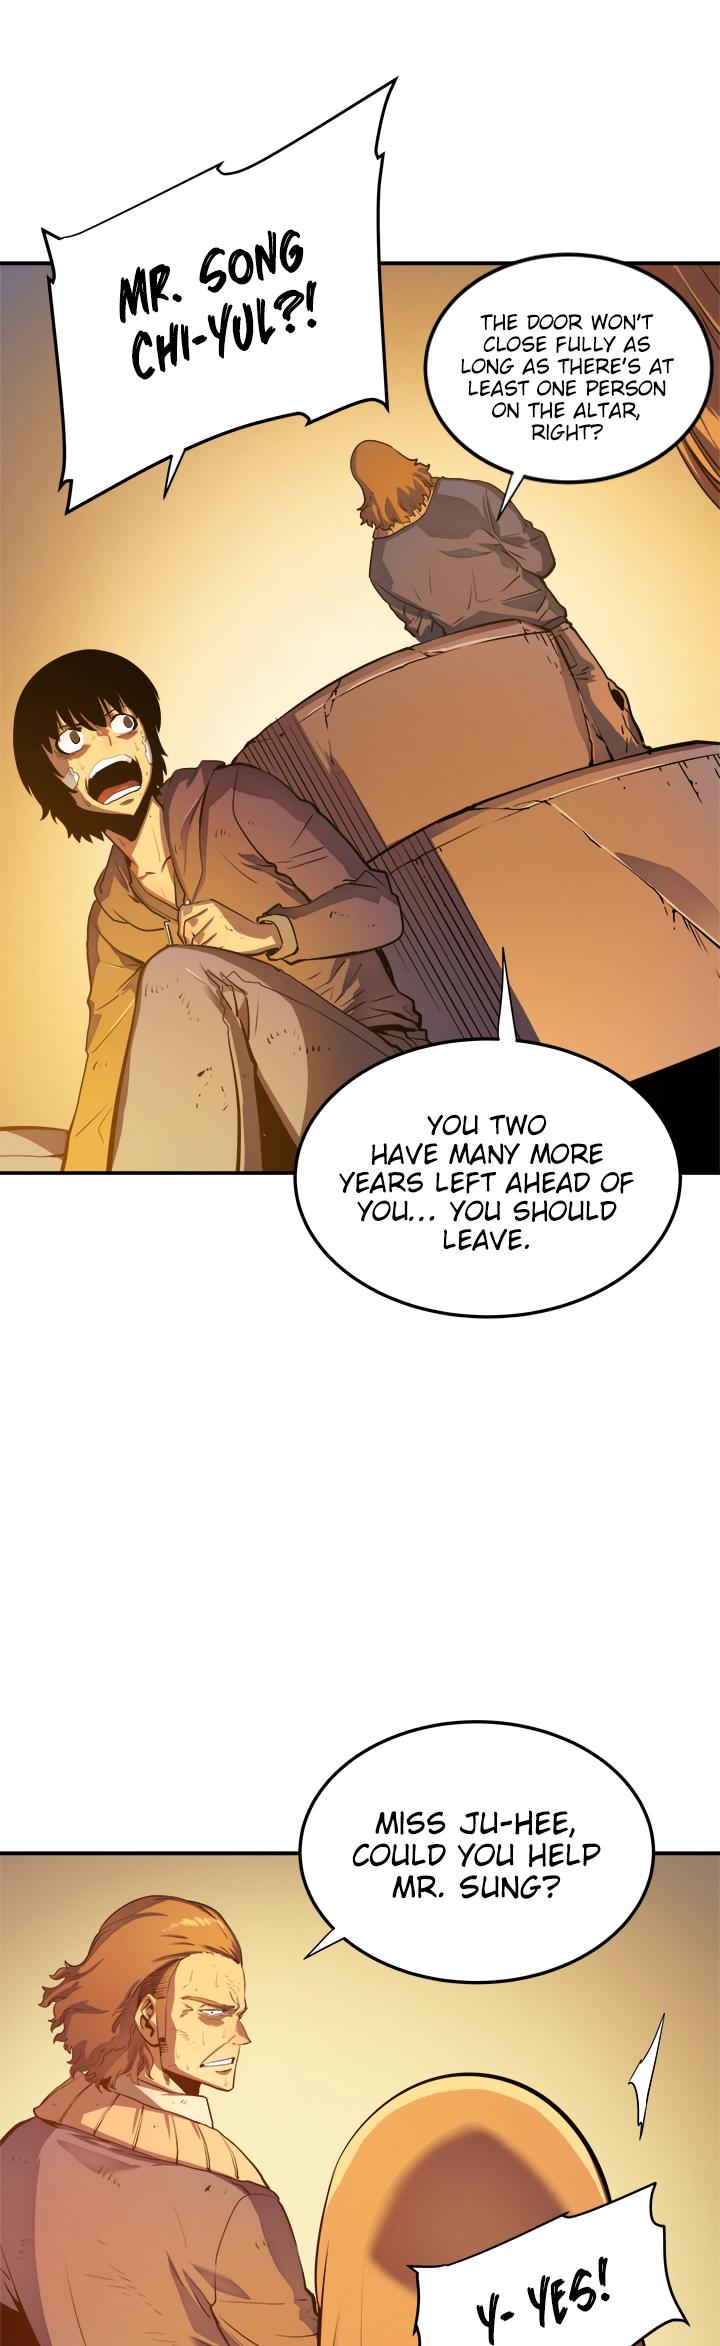 MR. SONG
CHI-YUL?!
THE DOOR WON'T
CLOSE FULLY AS
LONG AS THERE'S AT
LEAST ONE PERSON
ON THE ALTAR,
RIGHT?
YOU TWO
HAVE MANY MORE
YEARS LEFT AHEAD OF
YOU... YOU SHOULD
LEAVE.
MISS JU-HEE,
COULD YOU HELP
MR. SUNG?
Y- YES!